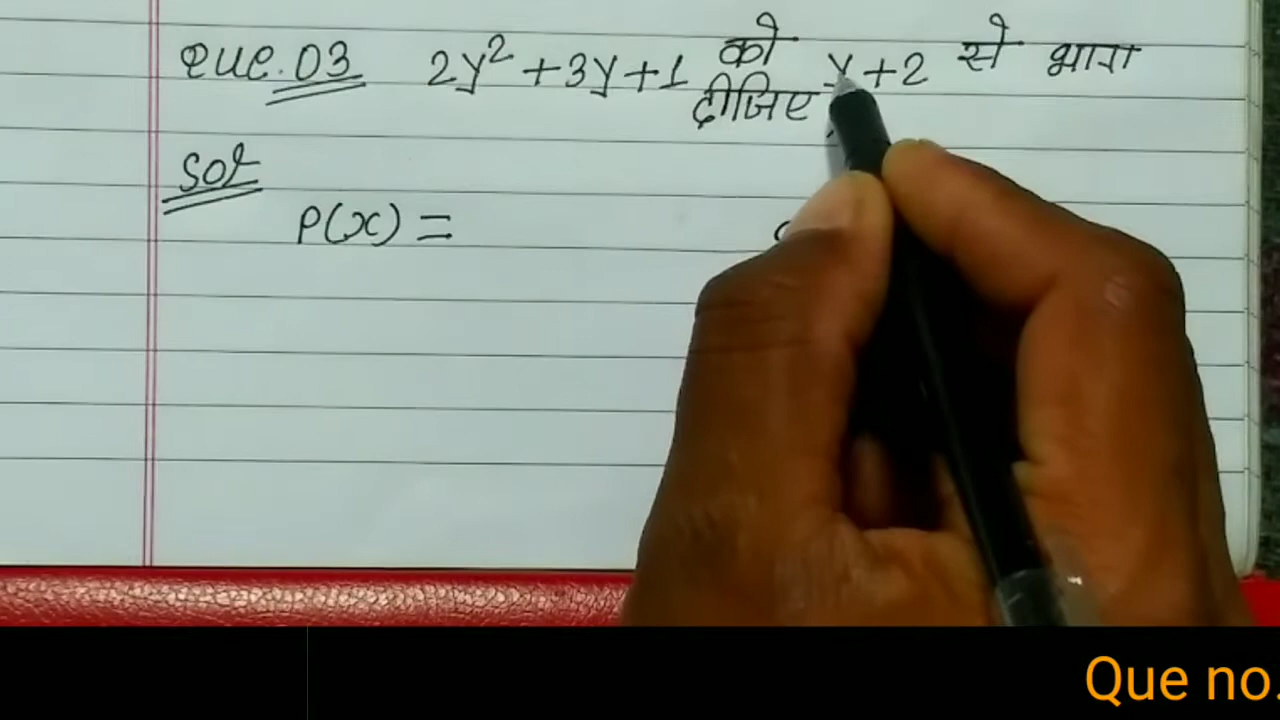 Que.03 2y² + 3y + 1 को y + 2 से भाग
दीजिए
Sol
P(x) =
Que no.